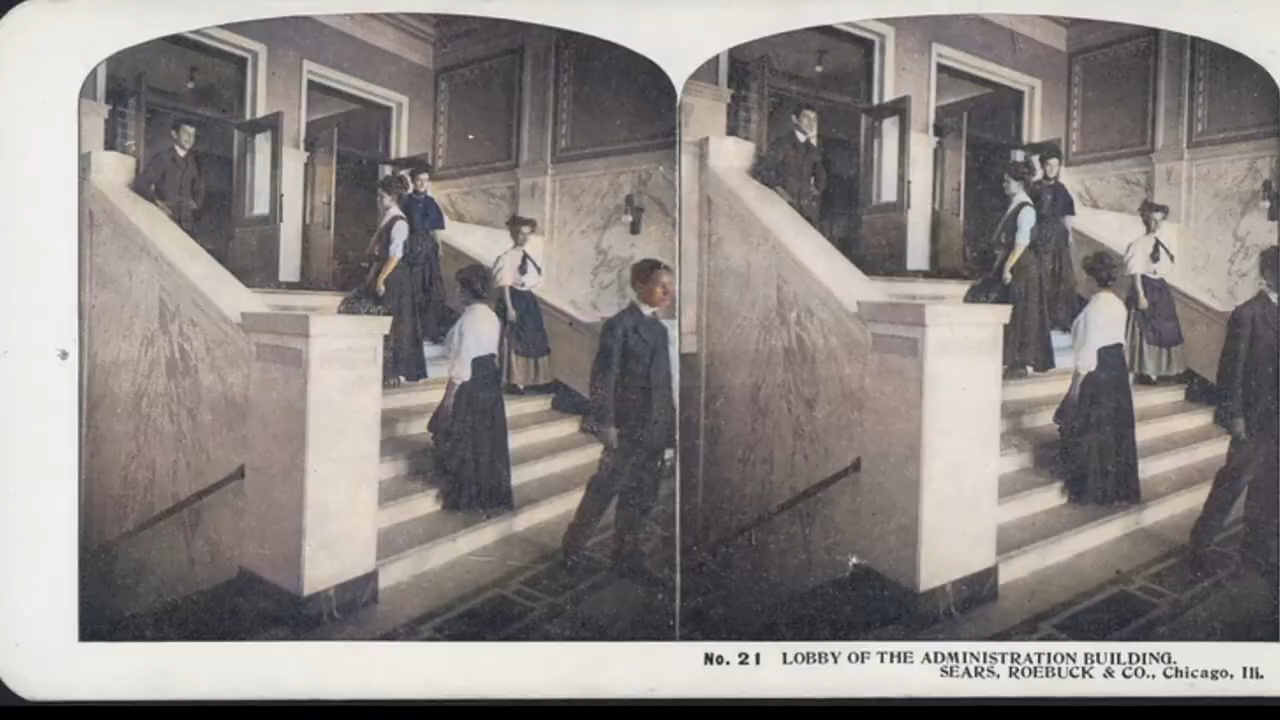 No. 21 LOBBY OF THE ADMINISTRATION BUILDING.
SEARS, ROEBUCK & CO., Chicago, Ill.